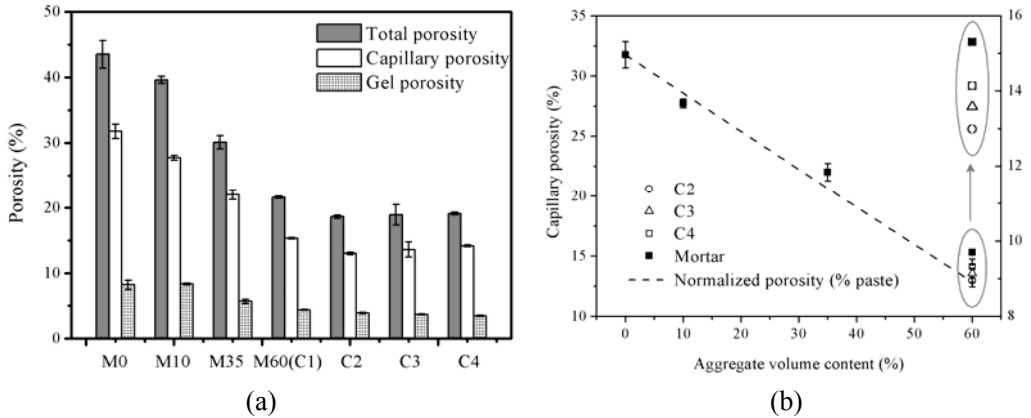 50
40
30
20
10
0
Porosity (%)
Total porosity
Capillary porosity
Gel porosity
M0 M10 M35 M60(C1) C2 C3 C4
(a)
35
30
25
20
15
10
Capillary porosity (%)
16
14
12
10
8
C2
C3
C4
Mortar
Normalized porosity (% paste)
0 10 20 30 40 50 60
Aggregate volume content (%)
(b)